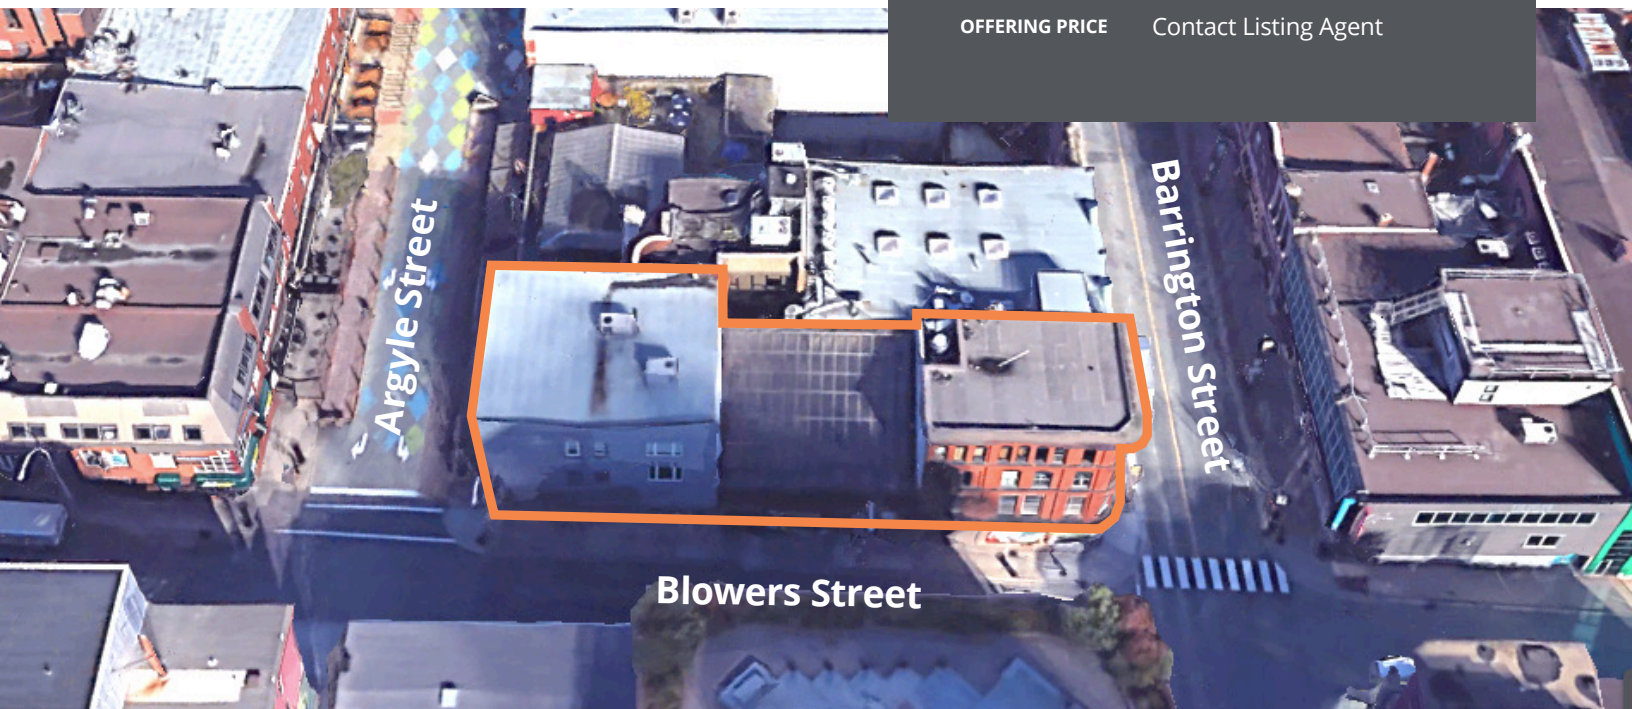 OFFERING PRICE Contact Listing Agent
Argyle Street
Barrington Street
Blowers Street